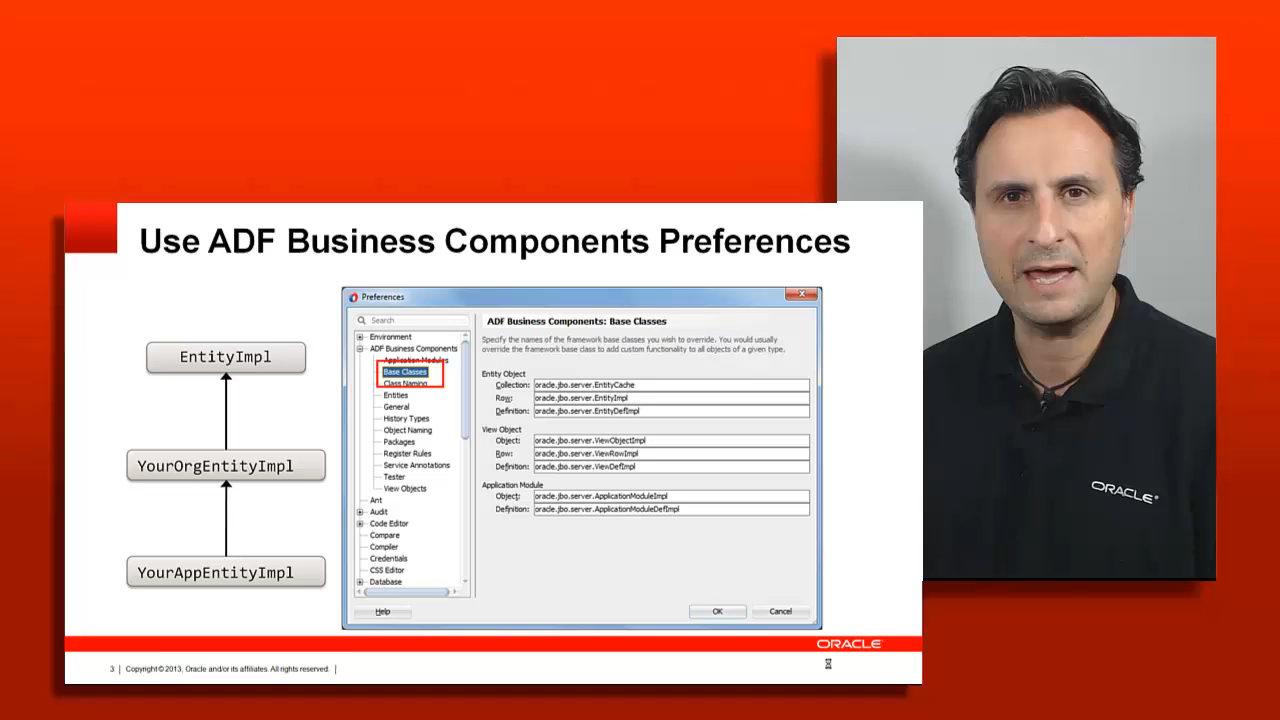 Use ADF Business Components Preferences
EntityImpl
YourOrgEntityImpl
YourAppEntityImpl
Preferences
Search
Environment
ADF Business Components
Application Modules
Base Classes
Class Naming
Entities
General
History Types
Object Naming
Packages
Register Rules
Service Annotations
Tester
View Objects
Ant
Audit
Code Editor
Compare
Compiler
Credentials
CSS Editor
Database
ADF Business Components: Base Classes
Specify the names of the framework base classes you wish to override. You would usually
override the framework base class to add custom functionality to all objects of a given type.
Entity Object
Collection: oracle.jbo.server.EntityCache
Row: oracle.jbo.server.EntityImpl
Definition: oracle.jbo.server.EntityDefImpl
View Object
Object: oracle.jbo.server.ViewObjectImpl
Row: oracle.jbo.server.ViewRowImpl
Definition: oracle.jbo.server.ViewDefImpl
Application Module
Object: oracle.jbo.server.ApplicationModuleImpl
Definition: oracle.jbo.server.ApplicationModuleDefImpl
Help
OK
Cancel
ORACLE
3 | Copyright © 2013, Oracle and/or its affiliates. All rights reserved. |
ORACLE®